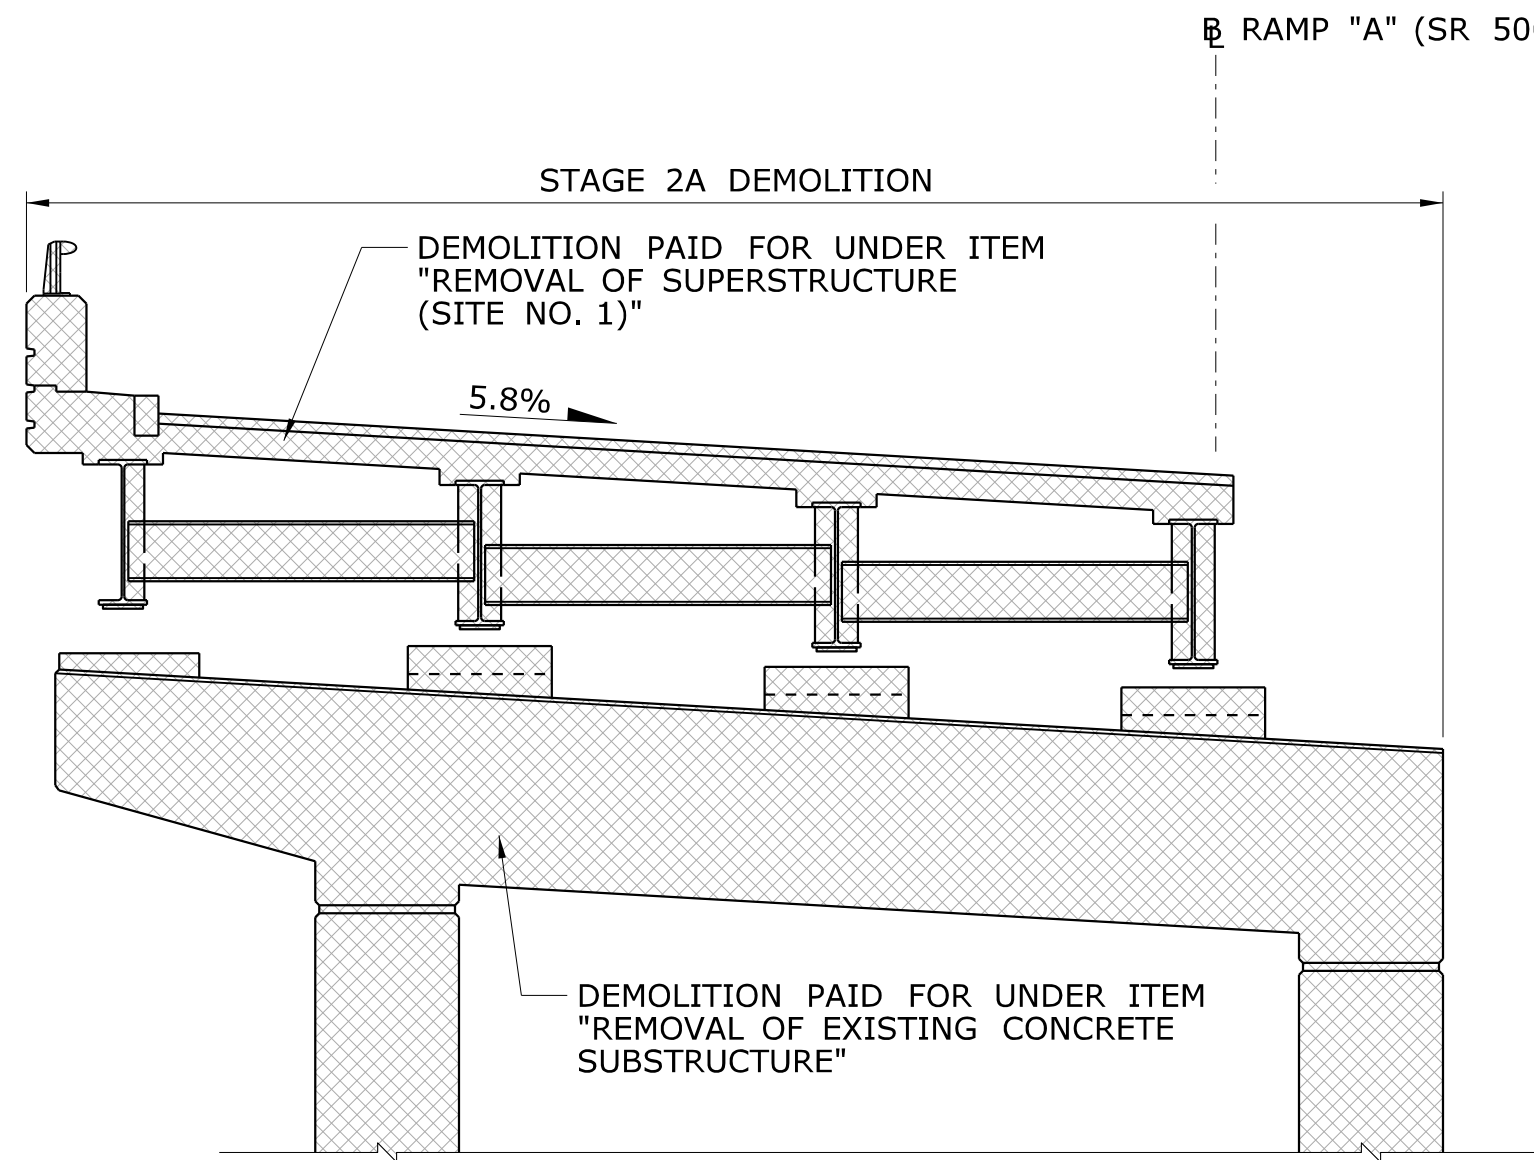 ℄ RAMP "A" (SR 50
STAGE 2A DEMOLITION
DEMOLITION PAID FOR UNDER ITEM
"REMOVAL OF SUPERSTRUCTURE
(SITE NO. 1)"
5.8%
DEMOLITION PAID FOR UNDER ITEM
"REMOVAL OF EXISTING CONCRETE
SUBSTRUCTURE"